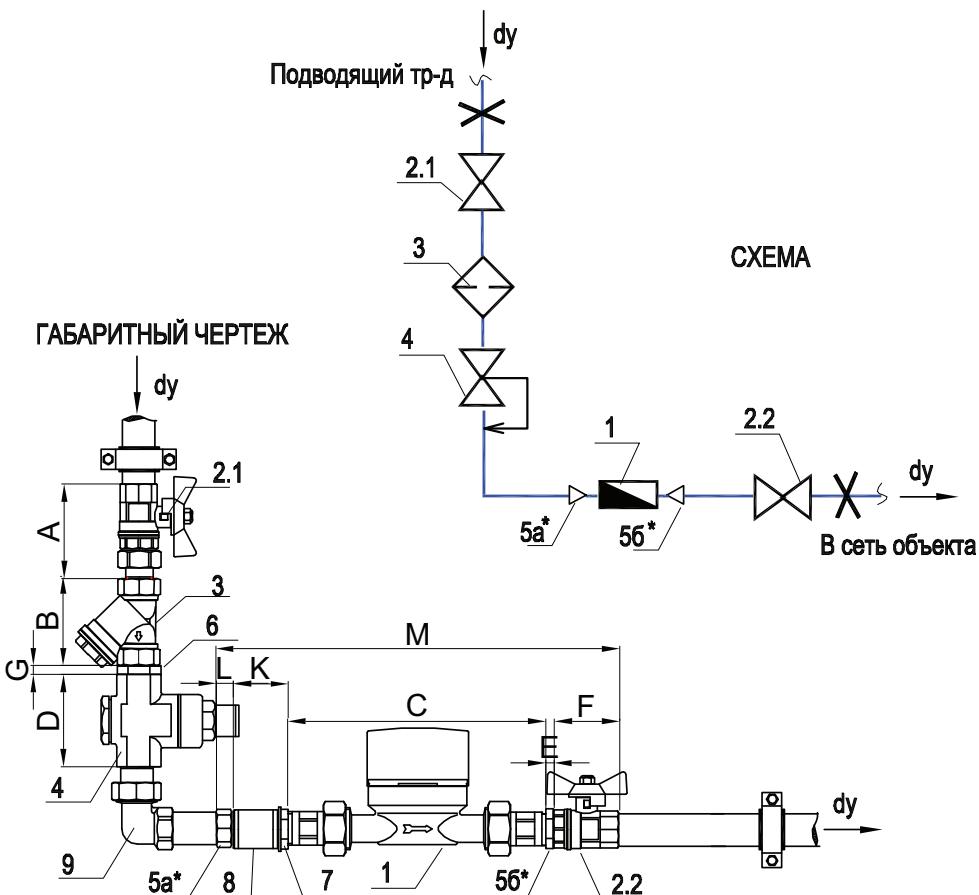 dy
Подводящий тр-д
2.1
3
СХЕМА
ГАБАРИТНЫЙ ЧЕРТЕЖ
4
dy
1
2.2
2.1
dy
5а*
5б*
В сеть объекта
A
3
B
6
M
G
L
K
D
C
F
E
4
dy
9
5а*
8
7
1
5б*
2.2